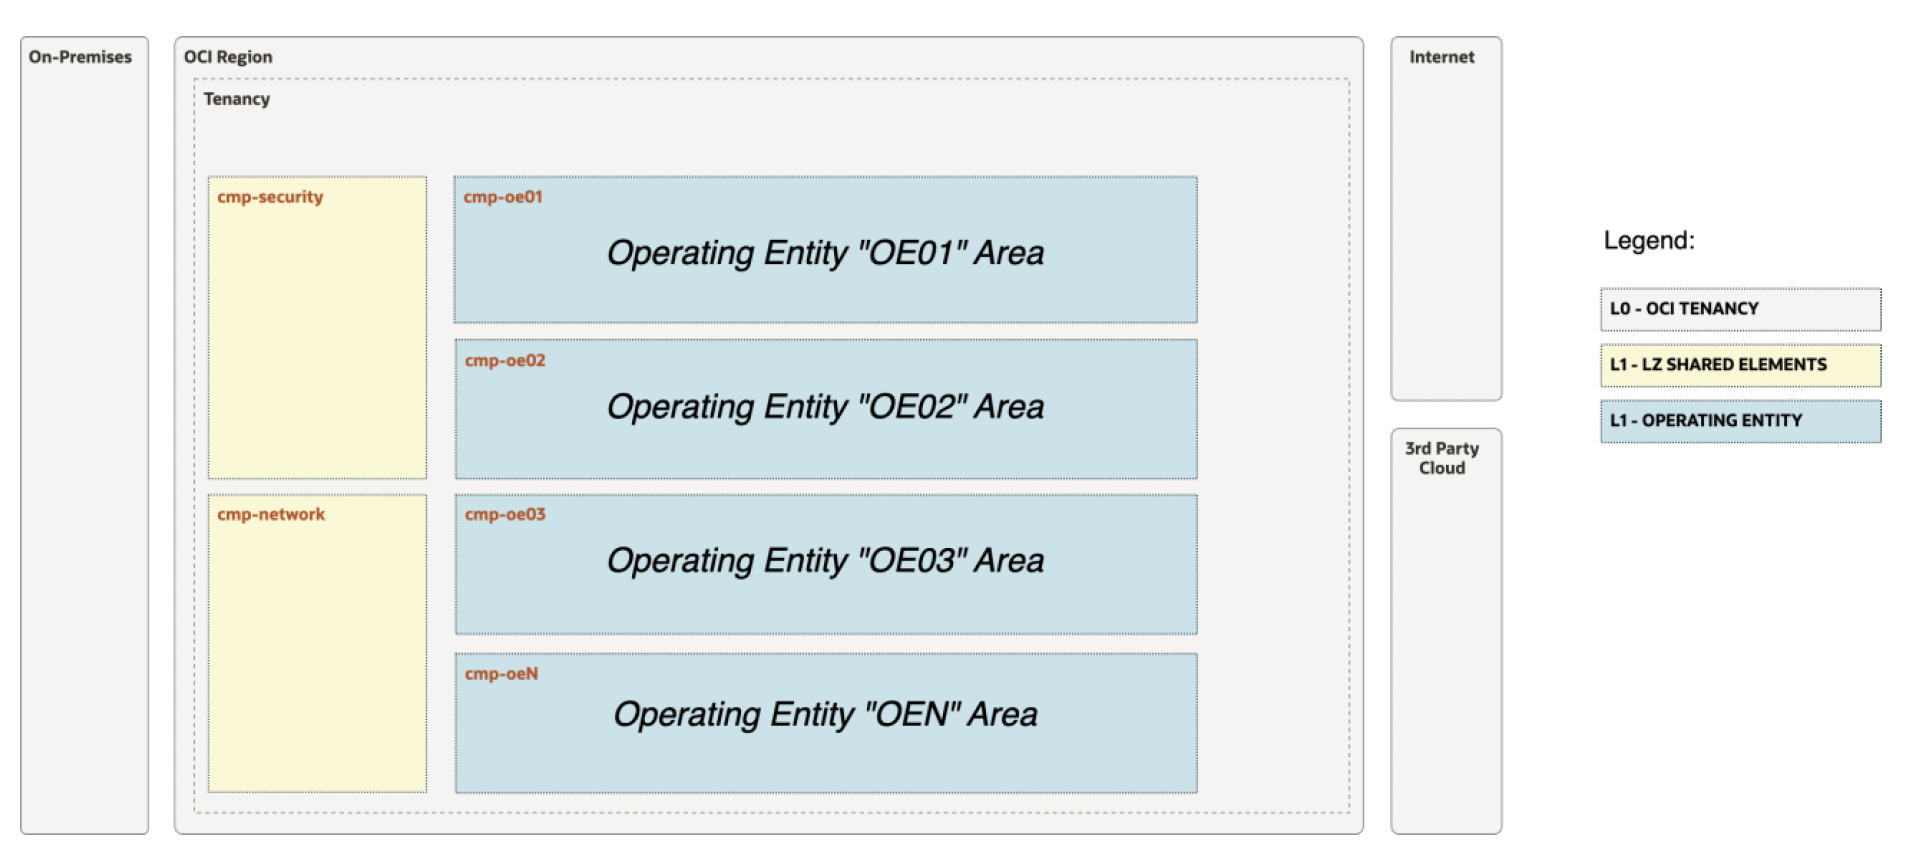 On-Premises
OCI Region
Tenancy
cmp-security
cmp-network
cmp-oe01
Operating Entity "OE01" Area
cmp-oe02
Operating Entity "OE02" Area
cmp-oe03
Operating Entity "OE03" Area
cmp-oeN
Operating Entity "OEN" Area
Internet
3rd Party
Cloud
Legend:
L0 - OCI TENANCY
L1 - LZ SHARED ELEMENTS
L1 - OPERATING ENTITY